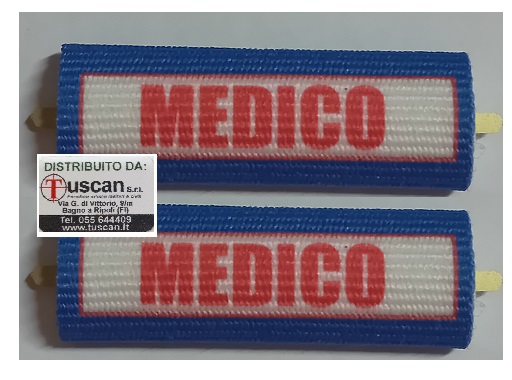 MEDICO
DISTRIBUITO DA:
Tuscan S.r.l.
Via G. di Vittorio, 9/m
Bagno a Ripoli (FI)
Tel. 055 644409
www.tuscan.it
MEDICO